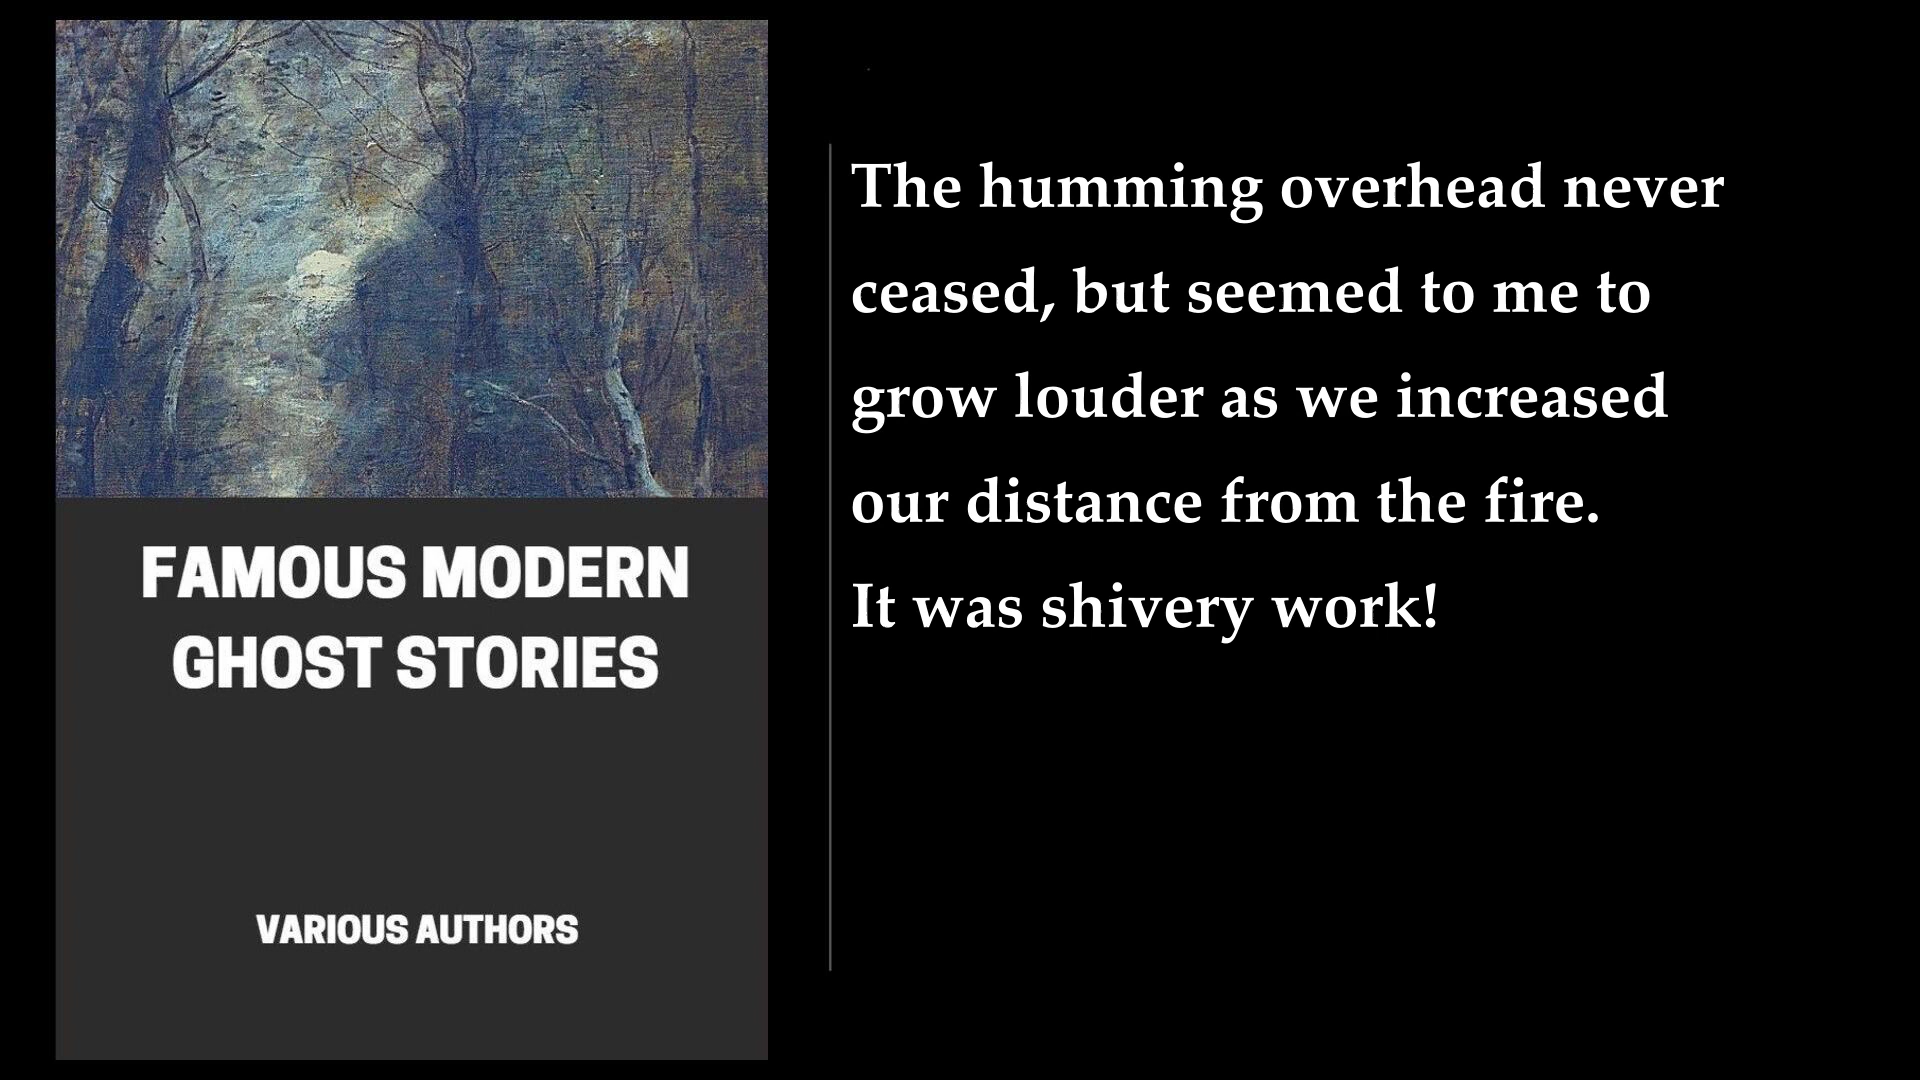 FAMOUS MODERN
GHOST STORIES
VARIOUS AUTHORS
The humming overhead never
ceased, but seemed to me to
grow louder as we increased
our distance from the fire.
It was shivery work!